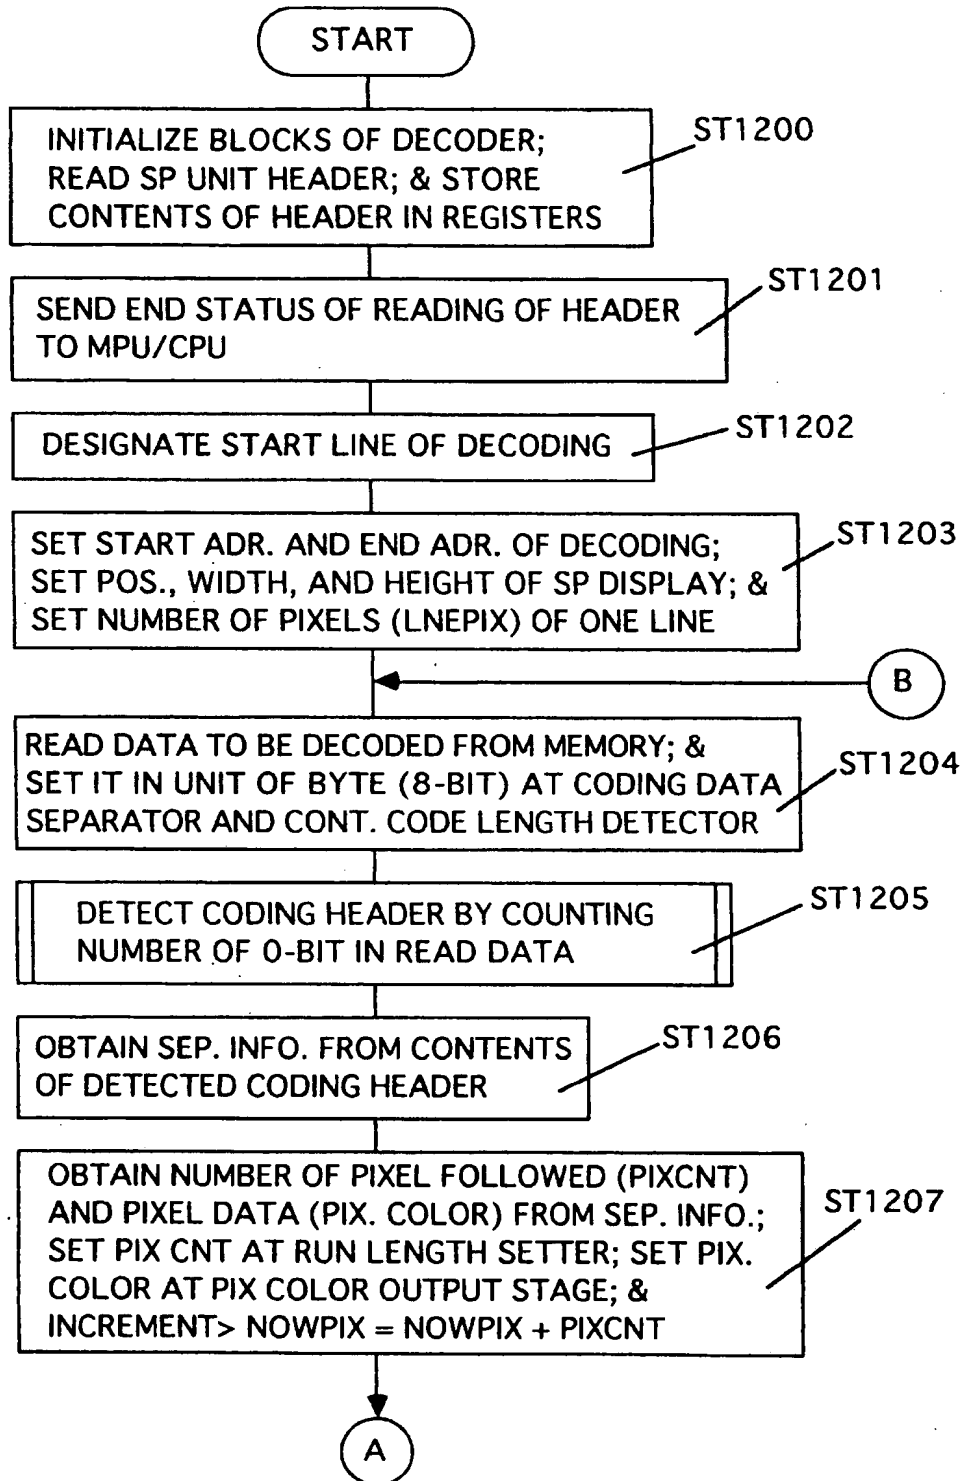 START
INITIALIZE BLOCKS OF DECODER;
READ SP UNIT HEADER; & STORE
CONTENTS OF HEADER IN REGISTERS
ST1200
SEND END STATUS OF READING OF HEADER
TO MPU/CPU
ST1201
DESIGNATE START LINE OF DECODING
ST1202
SET START ADR. AND END ADR. OF DECODING;
SET POS., WIDTH, AND HEIGHT OF SP DISPLAY; &
SET NUMBER OF PIXELS (LNEPIX) OF ONE LINE
ST1203
B
READ DATA TO BE DECODED FROM MEMORY; &
SET IT IN UNIT OF BYTE (8-BIT) AT CODING DATA
SEPARATOR AND CONT. CODE LENGTH DETECTOR
ST1204
DETECT CODING HEADER BY COUNTING
NUMBER OF 0-BIT IN READ DATA
ST1205
OBTAIN SEP. INFO. FROM CONTENTS
OF DETECTED CODING HEADER
ST1206
OBTAIN NUMBER OF PIXEL FOLLOWED (PIXCNT)
AND PIXEL DATA (PIX. COLOR) FROM SEP. INFO.;
SET PIX CNT AT RUN LENGTH SETTER; SET PIX.
COLOR AT PIX COLOR OUTPUT STAGE; &
INCREMENT> NOWPIX = NOWPIX + PIXCNT
ST1207
A